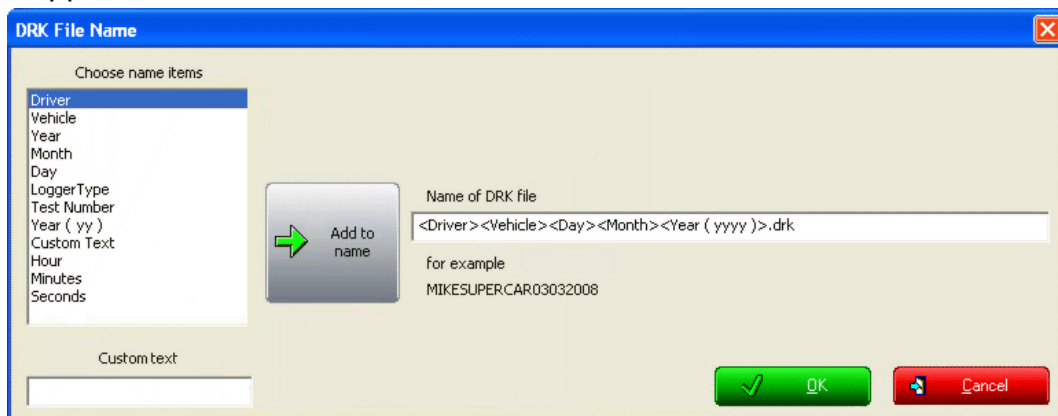 DRK File Name
Choose name items
Driver
Vehicle
Year
Month
Day
LoggerType
Test Number
Year ( yy )
Custom Text
Hour
Minutes
Seconds
Add to
name
Name of DRK file
<Driver><Vehicle><Day><Month><Year ( yyyy )>.drk
for example
MIKESUPERCAR03032008
Custom text
OK
Cancel